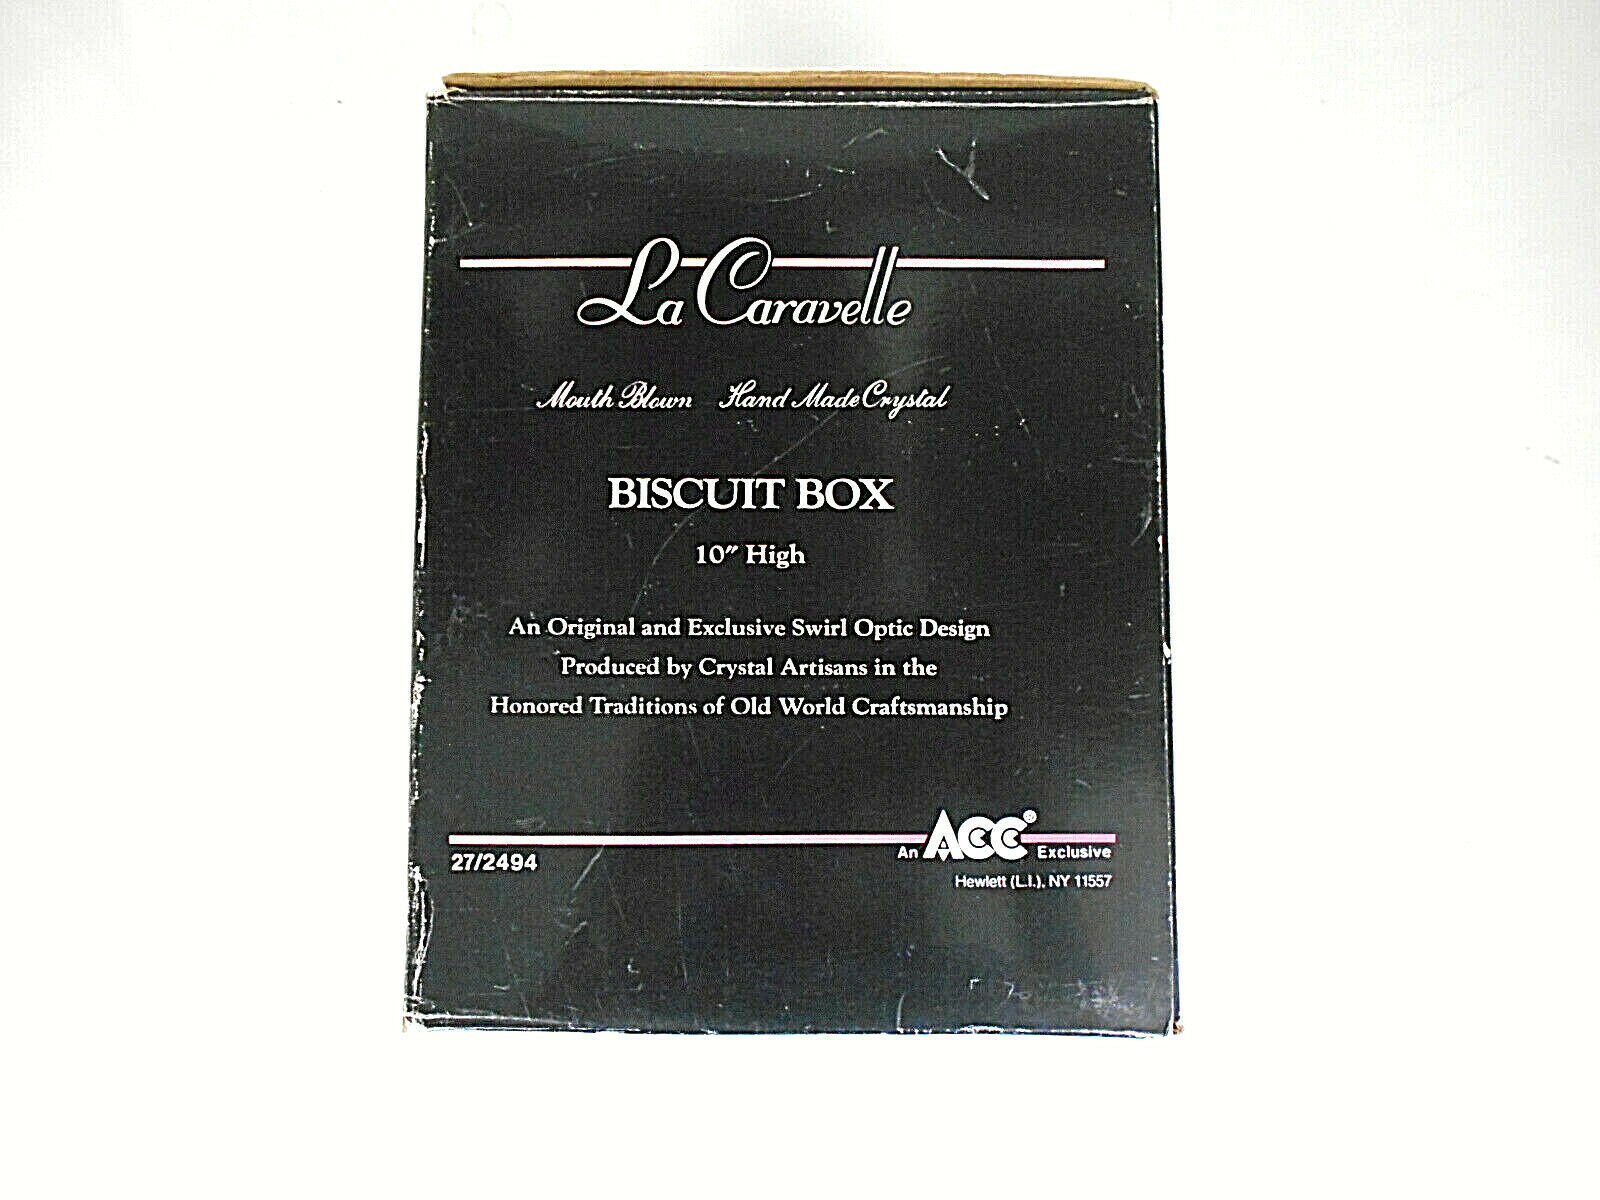 La Caravelle
Mouth Blown Hand Made Crystal
BISCUIT BOX
10" High
An Original and Exclusive Swirl Optic Design
Produced by Crystal Artisans in the
Honored Traditions of Old World Craftsmanship
27/2494
An ACC® Exclusive
Hewlett (L.I.), NY 11557